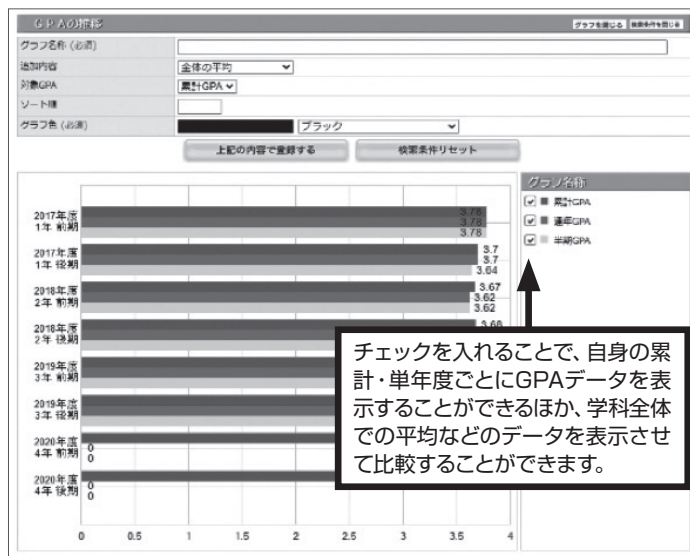 GPAの推移
グラフを閉じる 検索条件を閉じる
グラフ名称 (必須)
追加内容 全体の平均
対象GPA 累計GPA
ソート順
グラフ色 (必須) ブラック
上記の内容で登録する 検索条件リセット
グラフ名称
累計GPA
通年GPA
半期GPA
2017年度
1年 前期
3.78
3.78
3.78
2017年度
1年 後期
3.7
3.7
3.64
2018年度
2年 前期
3.67
3.62
3.62
2018年度
2年 後期
3.68
2019年度
3年 前期
2019年度
3年 後期
2020年度
4年 前期
0
0
2020年度
4年 後期
0
0
0 0.5 1 1.5 2 2.5 3 3.5 4
チェックを入れることで、自身の累
計・単年度ごとにGPAデータを表
示することができるほか、学科全体
での平均などのデータを表示させ
て比較することができます。